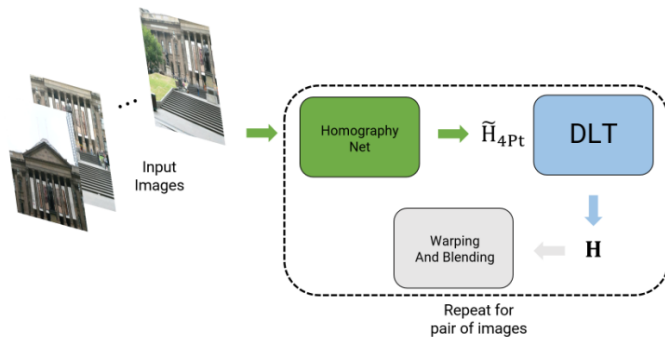 Input
Images
Homography
Net
H̃4Pt
DLT
H
Warping
And Blending
Repeat for
pair of images